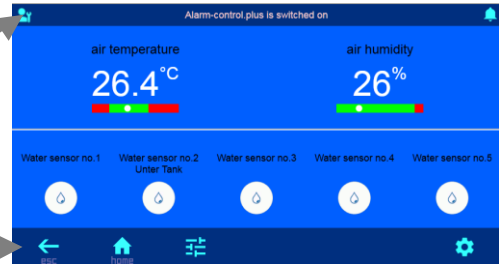 Alarm-control.plus is switched on
air temperature
air humidity
26.4°C
26%
Water sensor no.1
Water sensor no.2
Unter Tank
Water sensor no.3
Water sensor no.4
Water sensor no.5
esc
home